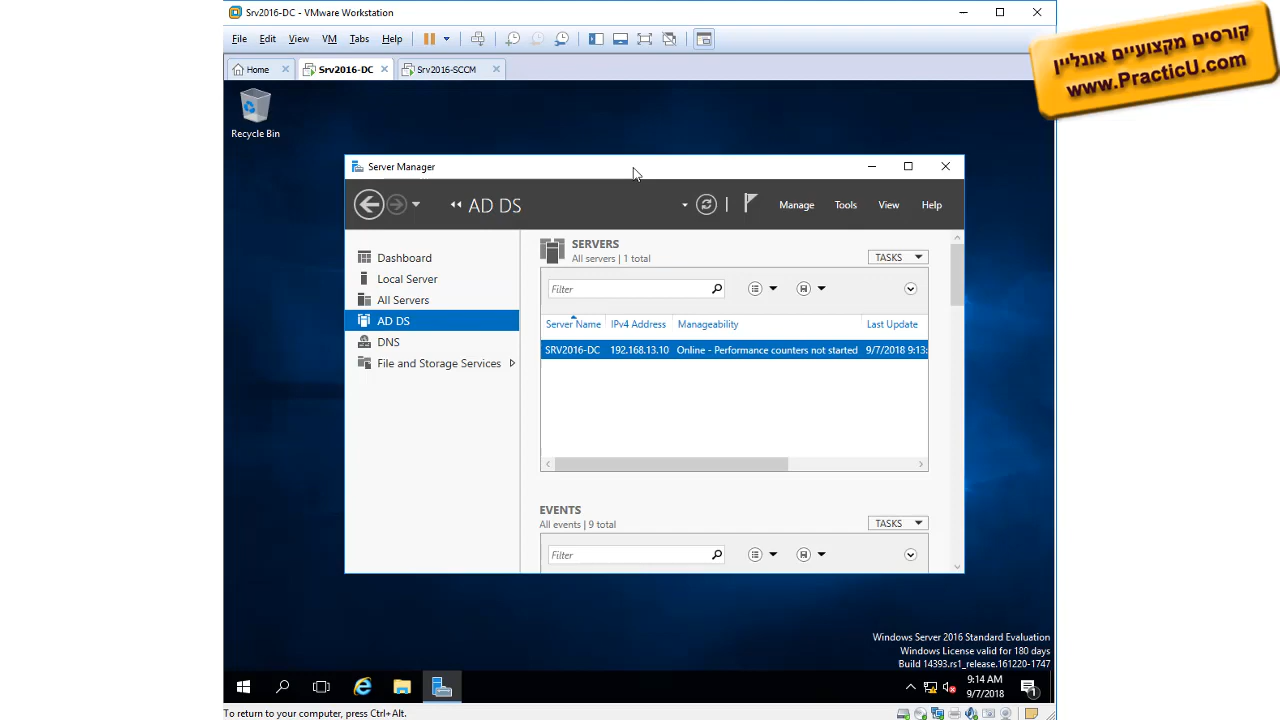 Srv2016-DC - VMware Workstation
File Edit View VM Tabs Help
Home Srv2016-DC Srv2016-SCCM
קורסים מקצועיים אונליין
www.PracticU.com
Recycle Bin
Server Manager
AD DS
Manage Tools View Help
Dashboard
Local Server
All Servers
AD DS
DNS
File and Storage Services
SERVERS
All servers | 1 total
TASKS
Filter
Server Name IPv4 Address Manageability Last Update
SRV2016-DC 192.168.13.10 Online - Performance counters not started 9/7/2018 9:13:
EVENTS
All events | 9 total
TASKS
Filter
Windows Server 2016 Standard Evaluation
Windows License valid for 180 days
Build 14393.rs1_release.161220-1747
9:14 AM
9/7/2018
1
To return to your computer, press Ctrl+Alt.